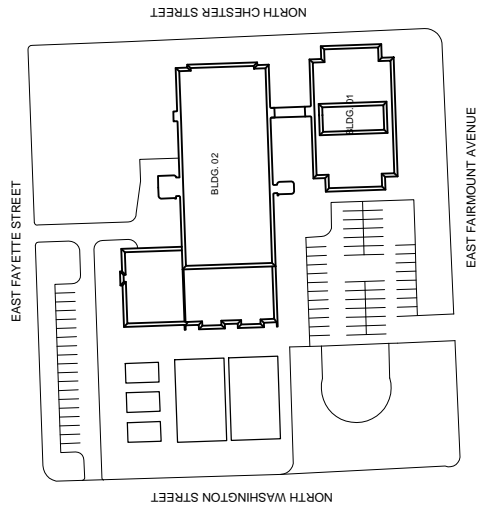 NORTH CHESTER STREET
BLDG. 01
BLDG. 02
EAST FAYETTE STREET
EAST FAIRMOUNT AVENUE
NORTH WASHINGTON STREET